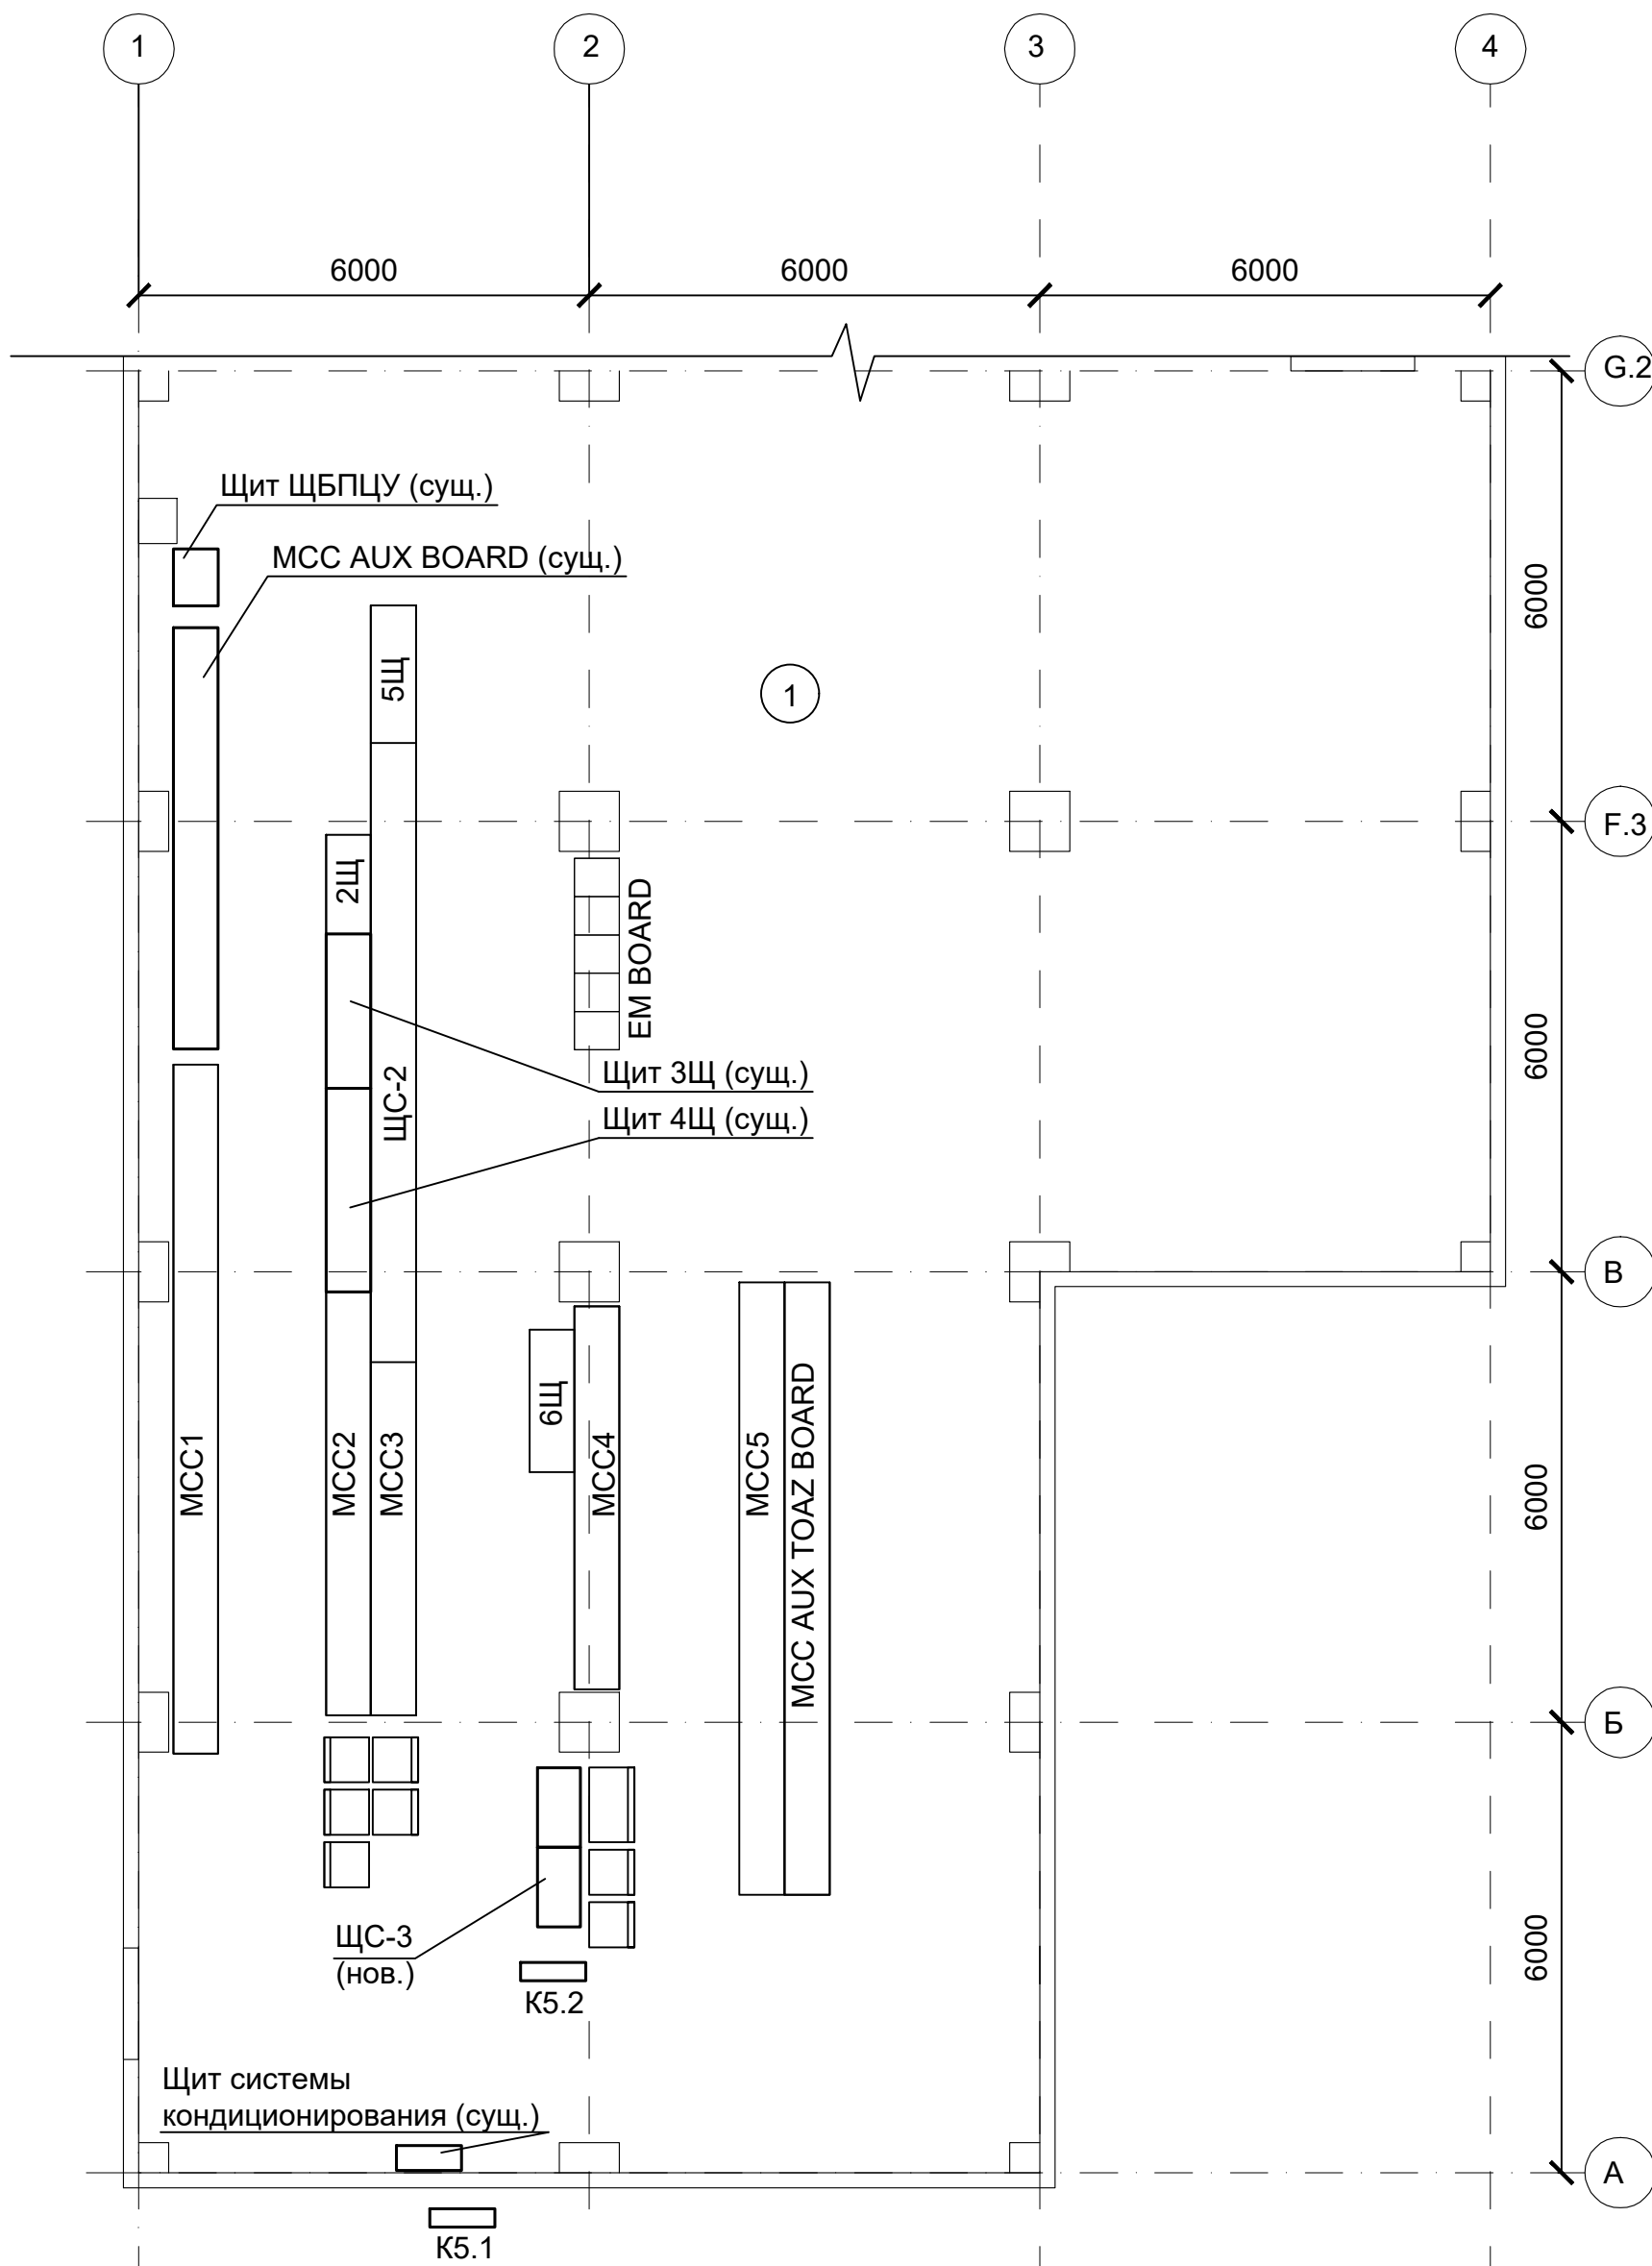 1
2
3
4
6000
6000
6000
G.2
Щит ЩБПЦУ (сущ.)
MCC AUX BOARD (сущ.)
6000
5Щ
1
F.3
2Щ
EM BOARD
6000
Щит 3Щ (сущ.)
ЩС-2
Щит 4Щ (сущ.)
В
6Щ
MCC1
MCC2
MCC3
MCC4
MCC5
MCC AUX TOAZ BOARD
6000
Б
ЩС-3
(нов.)
6000
К5.2
Щит системы
кондиционирования (сущ.)
А
К5.1